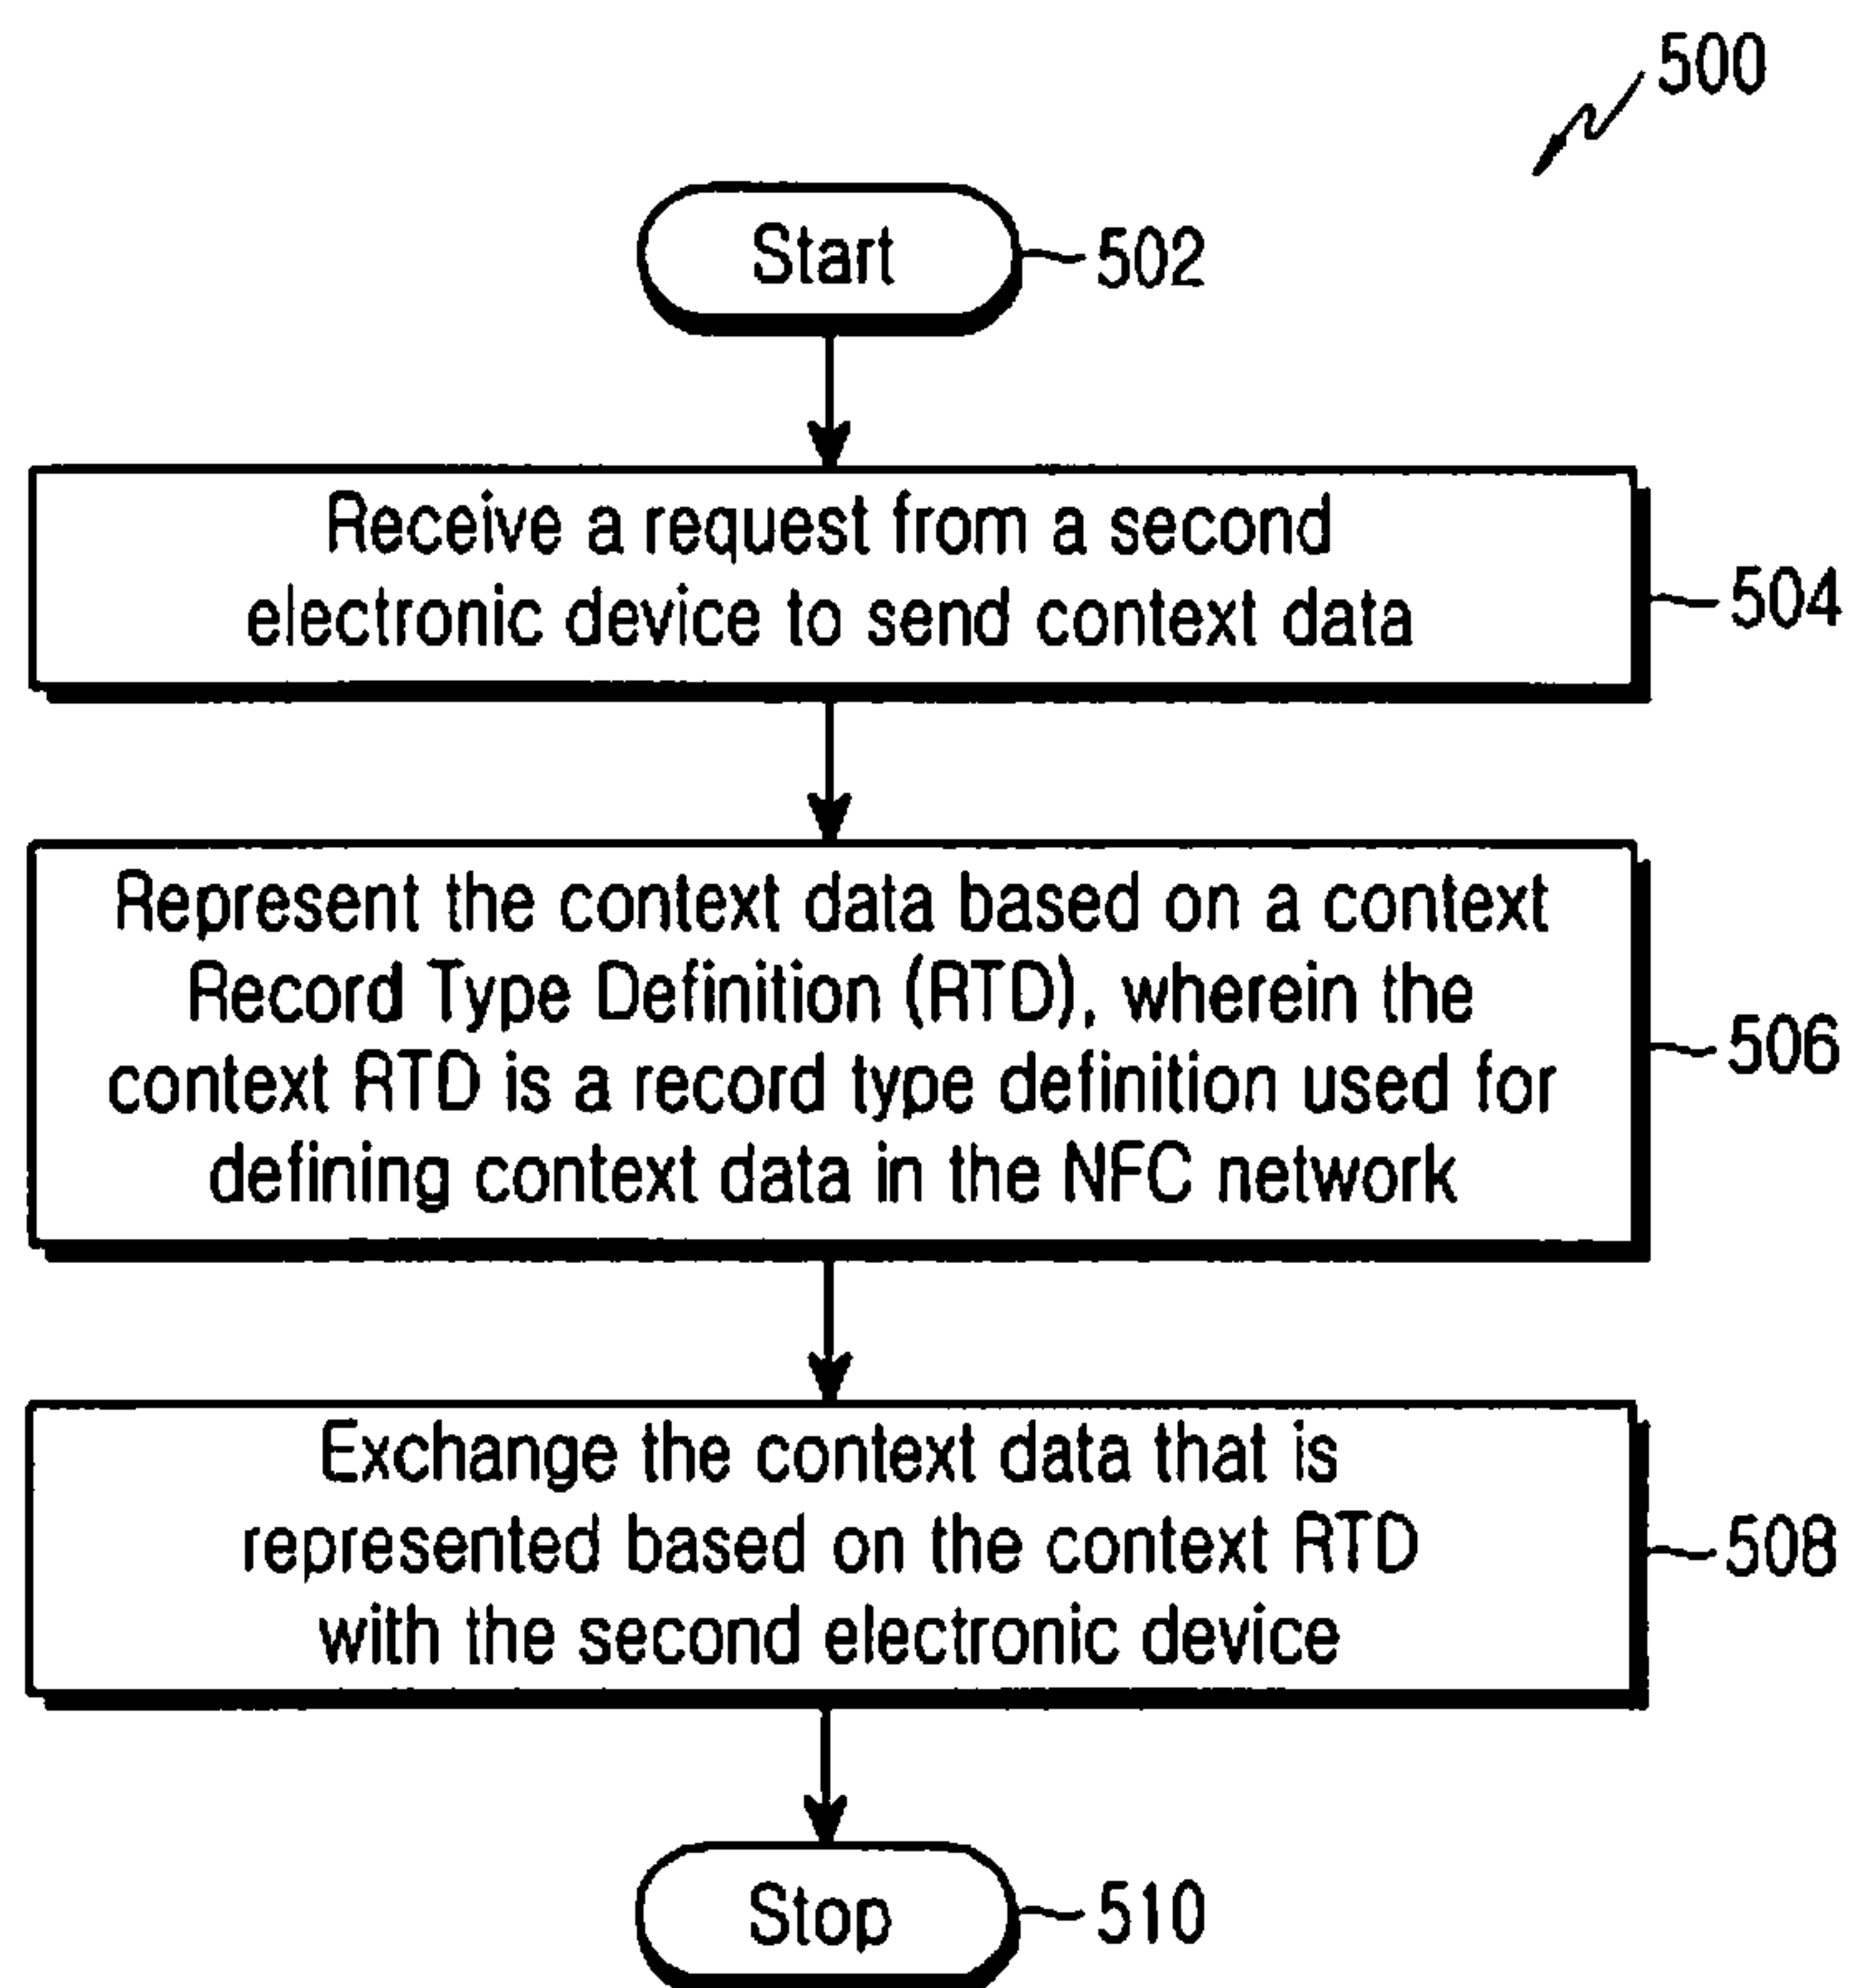 500
Start
502
Receive a request from a second
electronic device to send context data
504
Represent the context data based on a context
Record Type Definition (RTD), wherein the
context RTD is a record type definition used for
defining context data in the NFC network
506
Exchange the context data that is
represented based on the context RTD
with the second electronic device
508
Stop
510